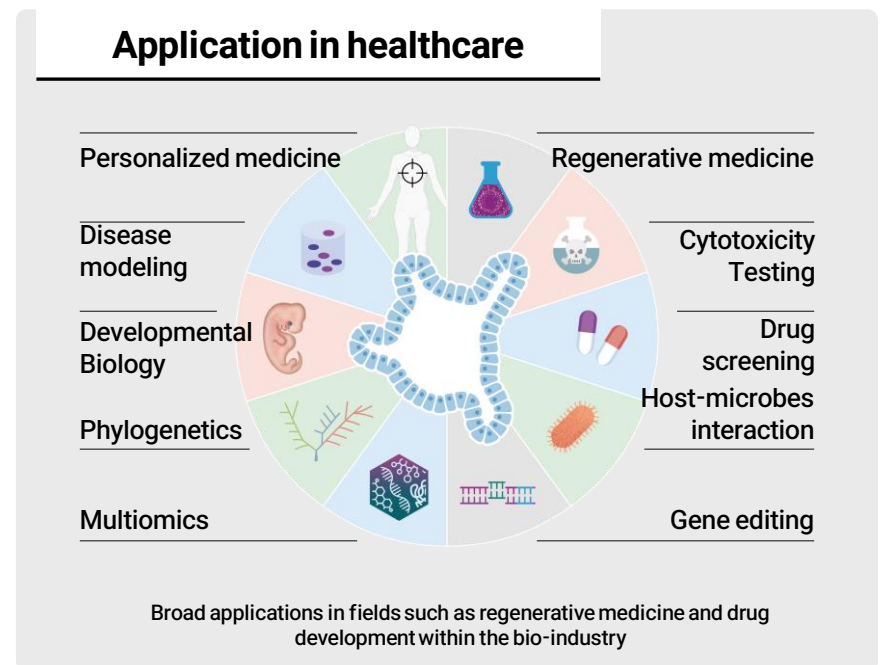 Application in healthcare
Personalized medicine
Regenerative medicine
Disease
modeling
Cytotoxicity
Testing
Developmental
Biology
Drug
screening
Phylogenetics
Host-microbes
interaction
Multiomics
Gene editing
Broad applications in fields such as regenerative medicine and drug
development within the bio-industry